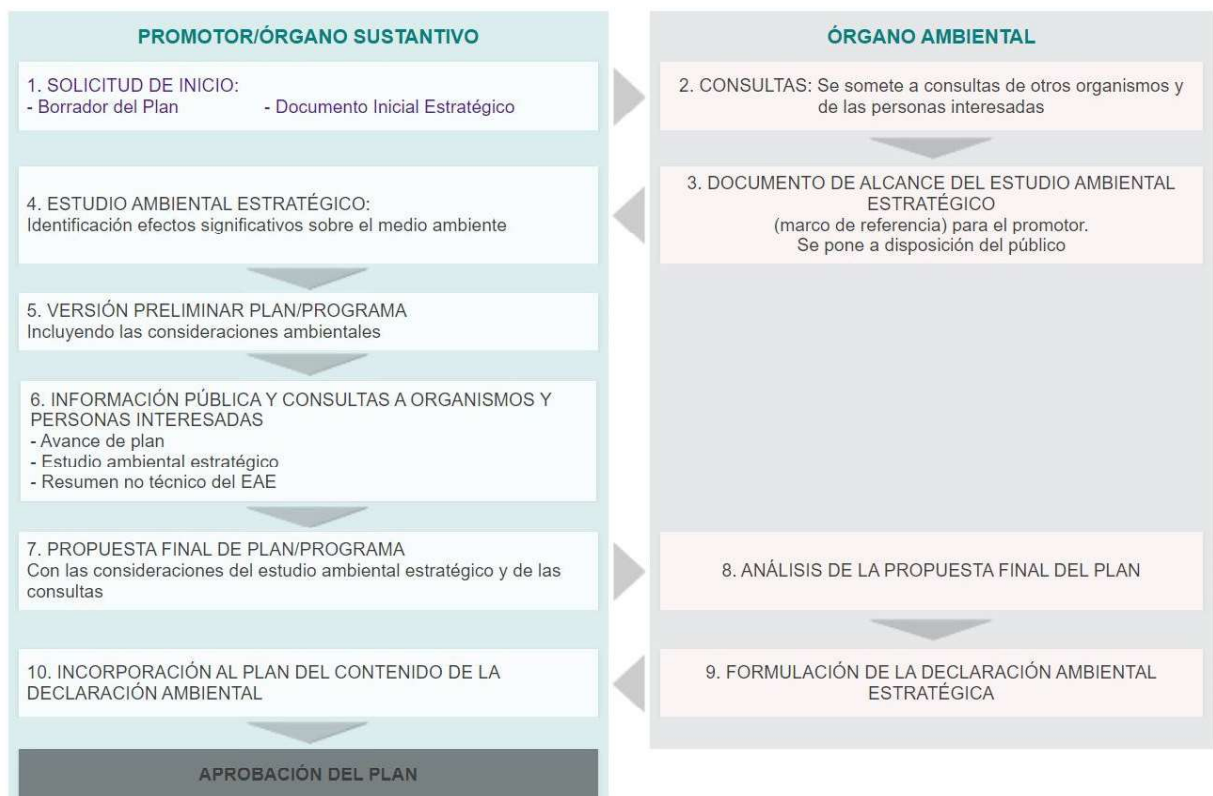 PROMOTOR/ÓRGANO SUSTANTIVO
ÓRGANO AMBIENTAL
1. SOLICITUD DE INICIO:
- Borrador del Plan - Documento Inicial Estratégico
2. CONSULTAS: Se somete a consultas de otros organismos y
de las personas interesadas
3. DOCUMENTO DE ALCANCE DEL ESTUDIO AMBIENTAL
ESTRATÉGICO
(marco de referencia) para el promotor.
Se pone a disposición del público
4. ESTUDIO AMBIENTAL ESTRATÉGICO:
Identificación efectos significativos sobre el medio ambiente
5. VERSIÓN PRELIMINAR PLAN/PROGRAMA
Incluyendo las consideraciones ambientales
6. INFORMACIÓN PÚBLICA Y CONSULTAS A ORGANISMOS Y
PERSONAS INTERESADAS
- Avance de plan
- Estudio ambiental estratégico
- Resumen no técnico del EAE
7. PROPUESTA FINAL DE PLAN/PROGRAMA
Con las consideraciones del estudio ambiental estratégico y de las
consultas
8. ANÁLISIS DE LA PROPUESTA FINAL DEL PLAN
9. FORMULACIÓN DE LA DECLARACIÓN AMBIENTAL
ESTRATÉGICA
10. INCORPORACIÓN AL PLAN DEL CONTENIDO DE LA
DECLARACIÓN AMBIENTAL
APROBACIÓN DEL PLAN